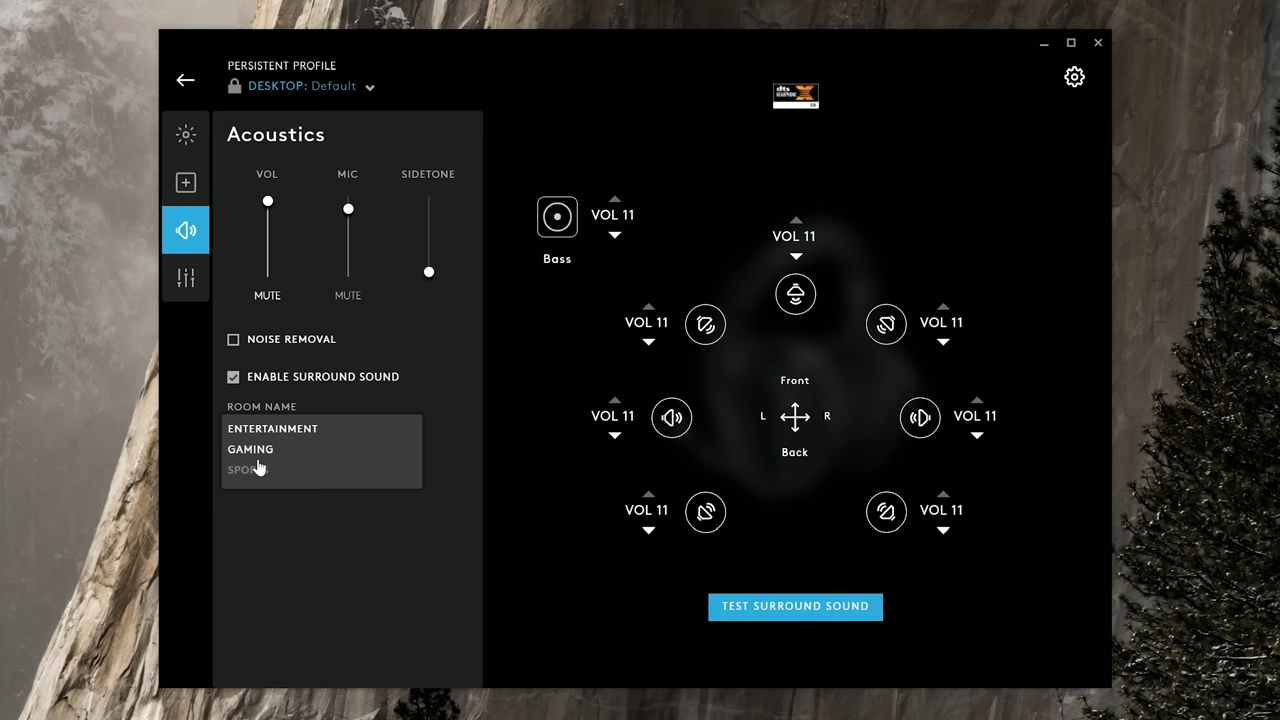 PERSISTENT PROFILE
DESKTOP: Default
dts
HEADPHONE X
Acoustics
VOL MIC SIDETONE
MUTE MUTE
NOISE REMOVAL
ENABLE SURROUND SOUND
ROOM NAME
ENTERTAINMENT
GAMING
VOL 11
Bass
VOL 11
VOL 11
VOL 11
Front
VOL 11
L R
VOL 11
Back
VOL 11
VOL 11
TEST SURROUND SOUND